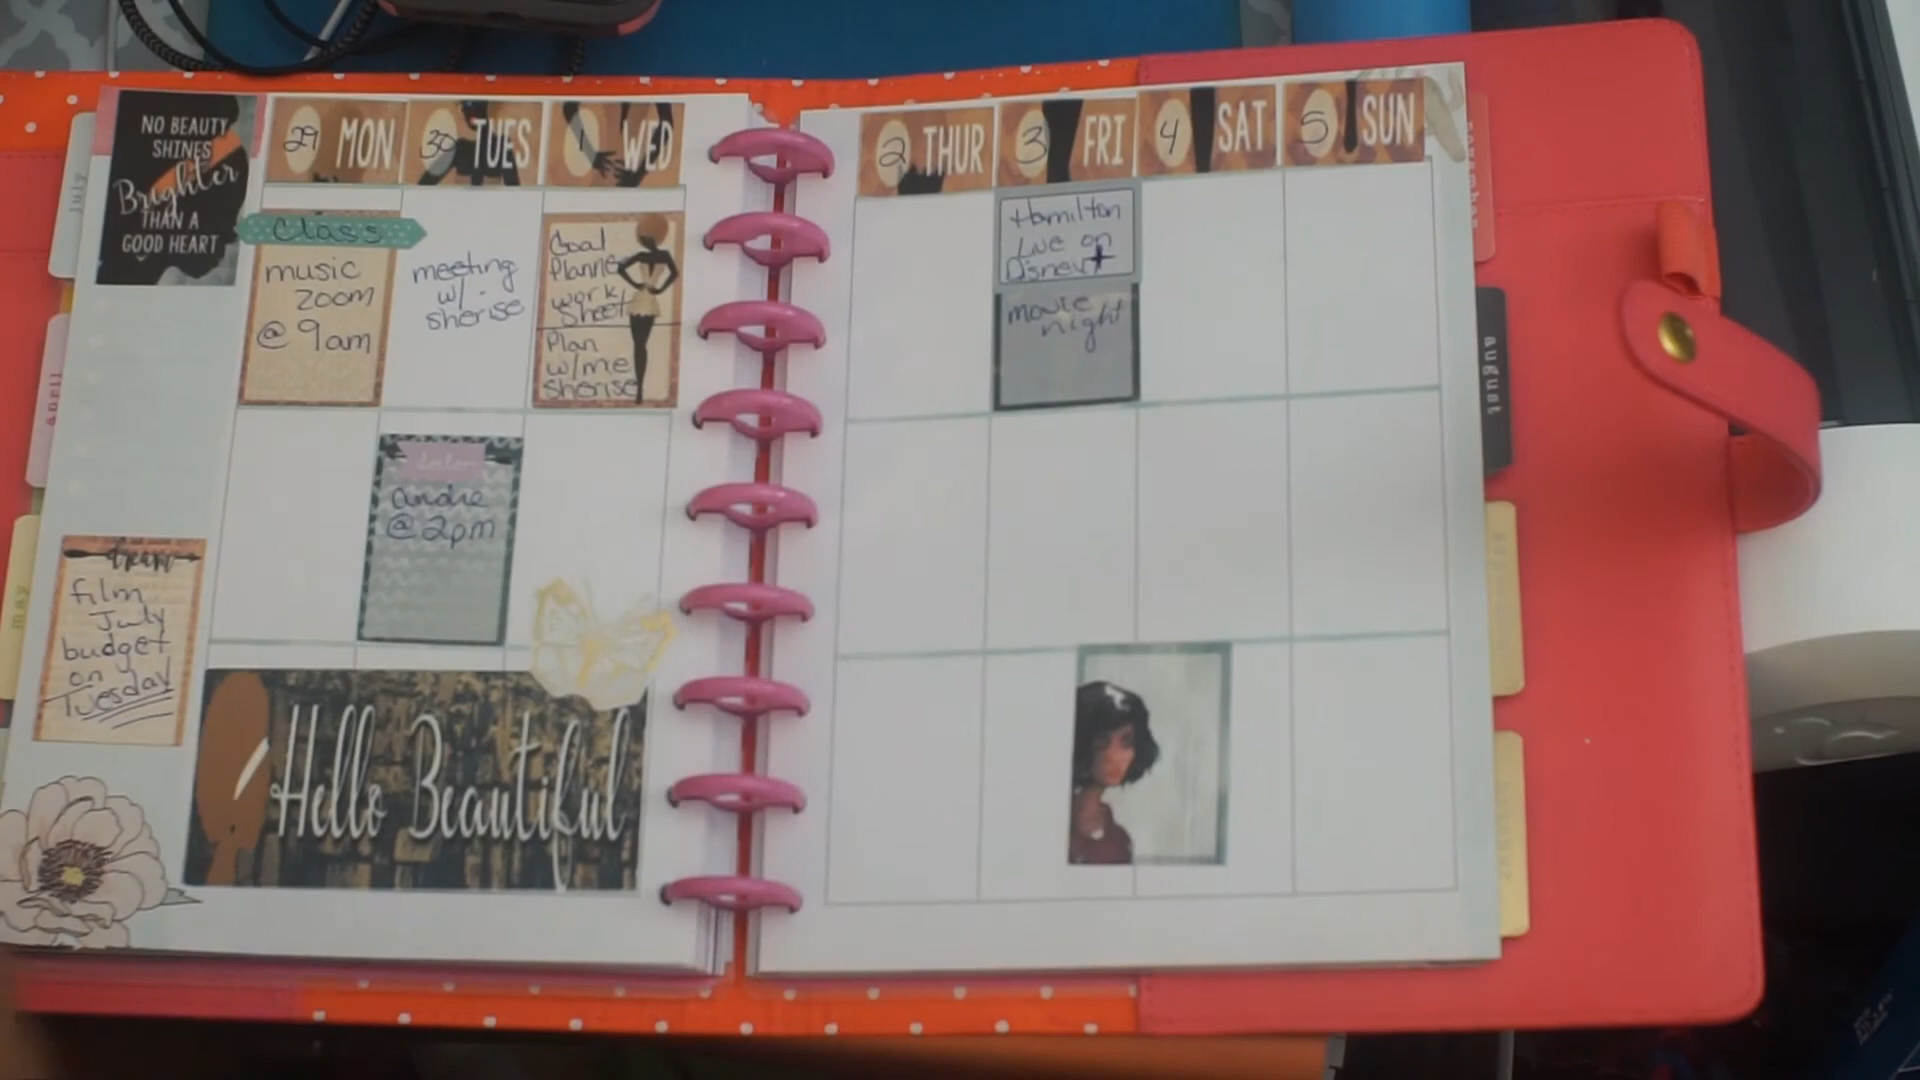 NO BEAUTY
SHINES
Brighter
THAN A
GOOD HEART
29 MON
30 TUES
1 WED
2 THUR
3 FRI
4 SAT
5 SUN
Class
music
zoom
@ 9am
meeting
w/
sherise
Goal
Planner
work
Sheet
Plan
w/me
Sherise
Hamilton
Live on
Disney+
movie
night
doctor
andre
@ 2pm
dream
film
July
budget
on
Tuesday
Hello Beautiful
july
april
may
august